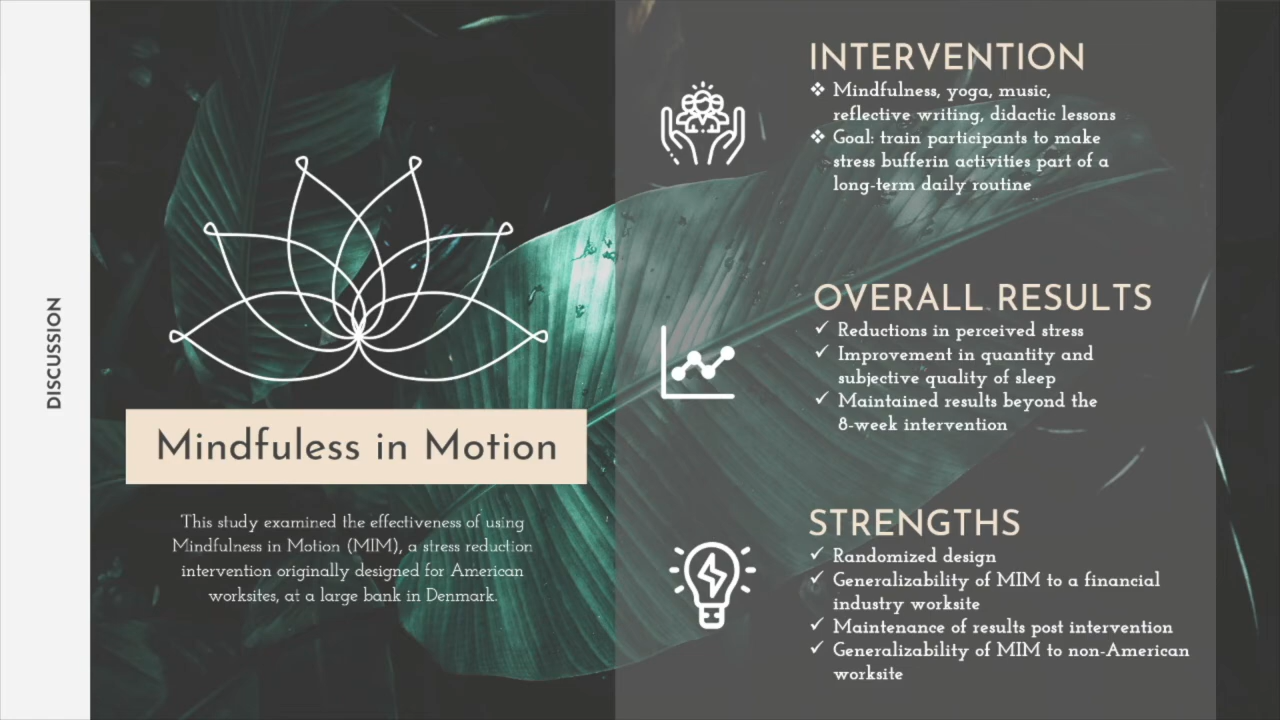 DISCUSSION
Mindfuless in Motion
This study examined the effectiveness of using
Mindfulness in Motion (MIM), a stress reduction
intervention originally designed for American
worksites, at a large bank in Denmark.
INTERVENTION
❖ Mindfulness, yoga, music,
reflective writing, didactic lessons
❖ Goal: train participants to make
stress bufferin activities part of a
long-term daily routine
OVERALL RESULTS
✓ Reductions in perceived stress
✓ Improvement in quantity and
subjective quality of sleep
✓ Maintained results beyond the
8-week intervention
STRENGTHS
✓ Randomized design
✓ Generalizability of MIM to a financial
industry worksite
✓ Maintenance of results post intervention
✓ Generalizability of MIM to non-American
worksite